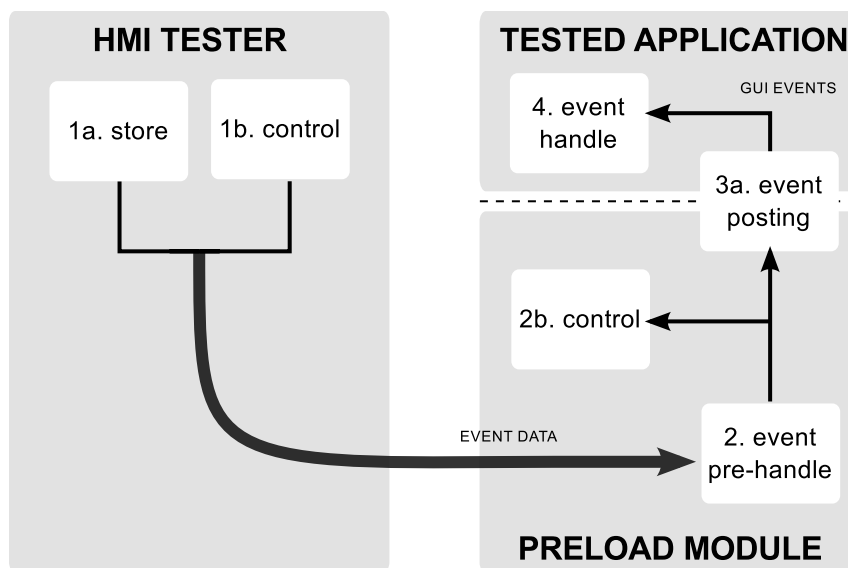 HMI TESTER
1a. store
1b. control
EVENT DATA
TESTED APPLICATION
GUI EVENTS
4. event
handle
3a. event
posting
2b. control
2. event
pre-handle
PRELOAD MODULE